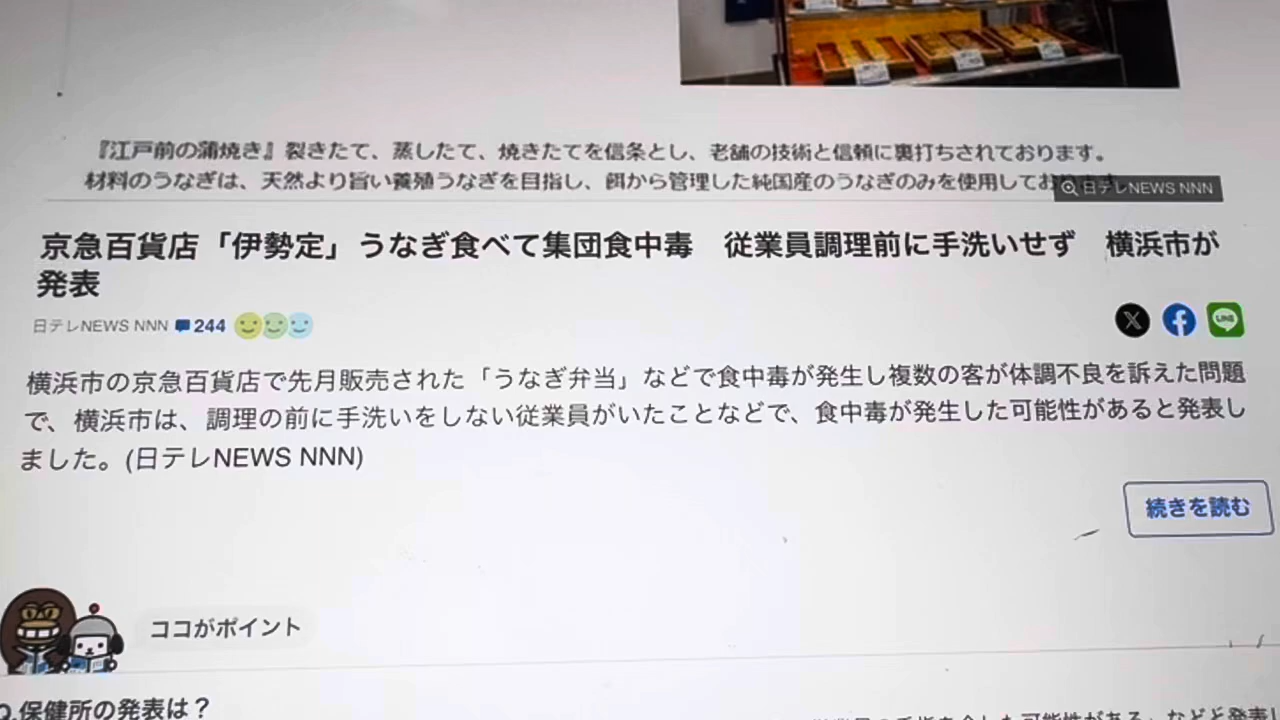 『江戸前の蒲焼き』裂きたて、蒸したて、焼きたてを信条とし、老舗の技術と信頼に裏打ちされております。
材料のうなぎは、天然より旨い養殖うなぎを目指し、餌から管理した純国産のうなぎのみを使用しております。
日テレNEWS NNN
京急百貨店「伊勢定」うなぎ食べて集団食中毒　従業員調理前に手洗いせず　横浜市が
発表
日テレNEWS NNN 244
横浜市の京急百貨店で先月販売された「うなぎ弁当」などで食中毒が発生し複数の客が体調不良を訴えた問題
で、横浜市は、調理の前に手洗いをしない従業員がいたことなどで、食中毒が発生した可能性があると発表し
ました。(日テレNEWS NNN)
続きを読む
ココがポイント
Q.保健所の発表は？